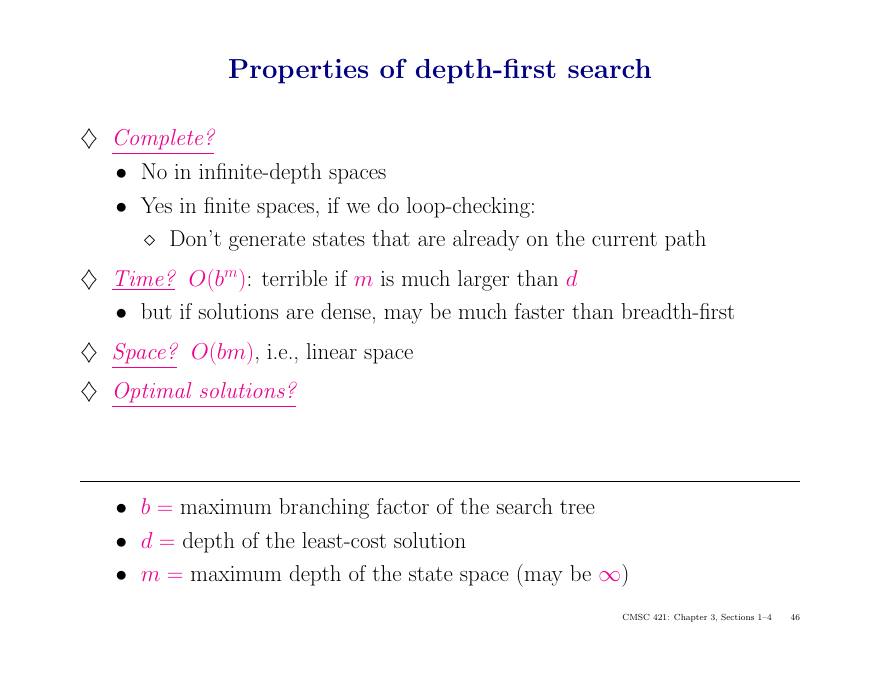 Properties of depth-first search
♢ Complete?
• No in infinite-depth spaces
• Yes in finite spaces, if we do loop-checking:
⋄ Don't generate states that are already on the current path
♢ Time? O(b^m): terrible if m is much larger than d
• but if solutions are dense, may be much faster than breadth-first
♢ Space? O(bm), i.e., linear space
♢ Optimal solutions?
• b = maximum branching factor of the search tree
• d = depth of the least-cost solution
• m = maximum depth of the state space (may be ∞)
CMSC 421: Chapter 3, Sections 1–4 46